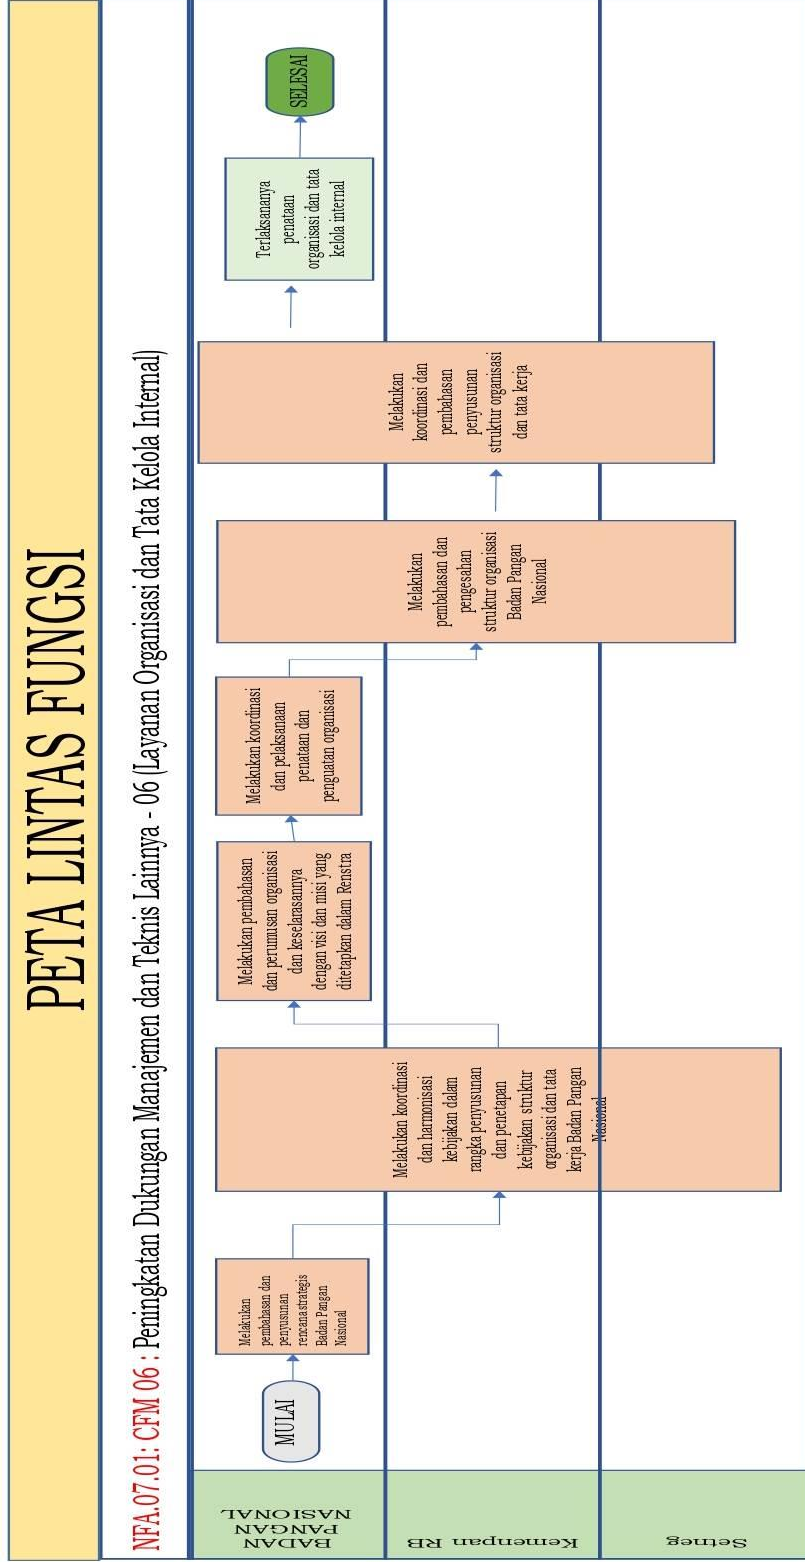 PETA LINTAS FUNGSI
NFA.07.01: CFM 06 : Peningkatan Dukungan Manajemen dan Teknis Lainnya - 06 (Layanan Organisasi dan Tata Kelola Internal)
BADAN
PANGAN
NASIONAL
Kemenpan RB
Setneg
MULAI
Melakukan
pembahasan dan
penyusunan
rencana strategis
Badan Pangan
Nasional
Melakukan koordinasi
dan harmonisasi
kebijakan dalam
rangka penyusunan
dan penetapan
kebijakan struktur
organisasi dan tata
kerja Badan Pangan
Nasional
Melakukan pembahasan
dan perumusan organisasi
dan keselarasannya
dengan visi dan misi yang
ditetapkan dalam Renstra
Melakukan koordinasi
dan pelaksanaan
penataan dan
penguatan organisasi
Melakukan
pembahasan dan
pengesahan
struktur organisasi
Badan Pangan
Nasional
Melakukan
koordinasi dan
pembahasan
penyusunan
struktur organisasi
dan tata kerja
Terlaksananya
penataan
organisasi dan tata
kelola internal
SELESAI